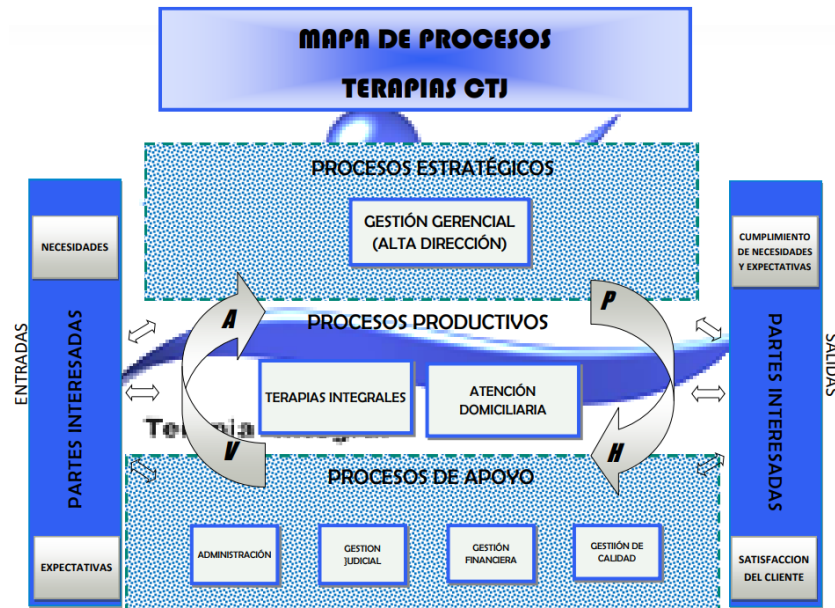 MAPA DE PROCESOS
TERAPIAS CTJ
PROCESOS ESTRATÉGICOS
GESTIÓN GERENCIAL
(ALTA DIRECCIÓN)
ENTRADAS
PARTES INTERESADAS
NECESIDADES
EXPECTATIVAS
A
P
PROCESOS PRODUCTIVOS
TERAPIAS INTEGRALES
ATENCIÓN
DOMICILIARIA
V
H
PROCESOS DE APOYO
ADMINISTRACIÓN
GESTION
JUDICIAL
GESTIÓN
FINANCIERA
GESTIIÓN DE
CALIDAD
CUMPLIMIENTO
DE NECESIDADES
Y EXPECTATIVAS
PARTES INTERESADAS
SATISFACCION
DEL CLIENTE
SALIDAS